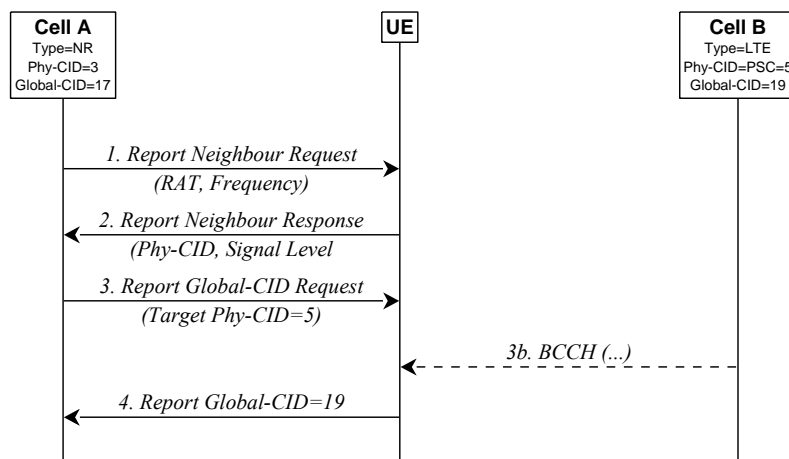 Cell A
Type=NR
Phy-CID=3
Global-CID=17
UE
Cell B
Type=LTE
Phy-CID=PSC=5
Global-CID=19
1. Report Neighbour Request
(RAT, Frequency)
2. Report Neighbour Response
(Phy-CID, Signal Level
3. Report Global-CID Request
(Target Phy-CID=5)
3b. BCCH (...)
4. Report Global-CID=19